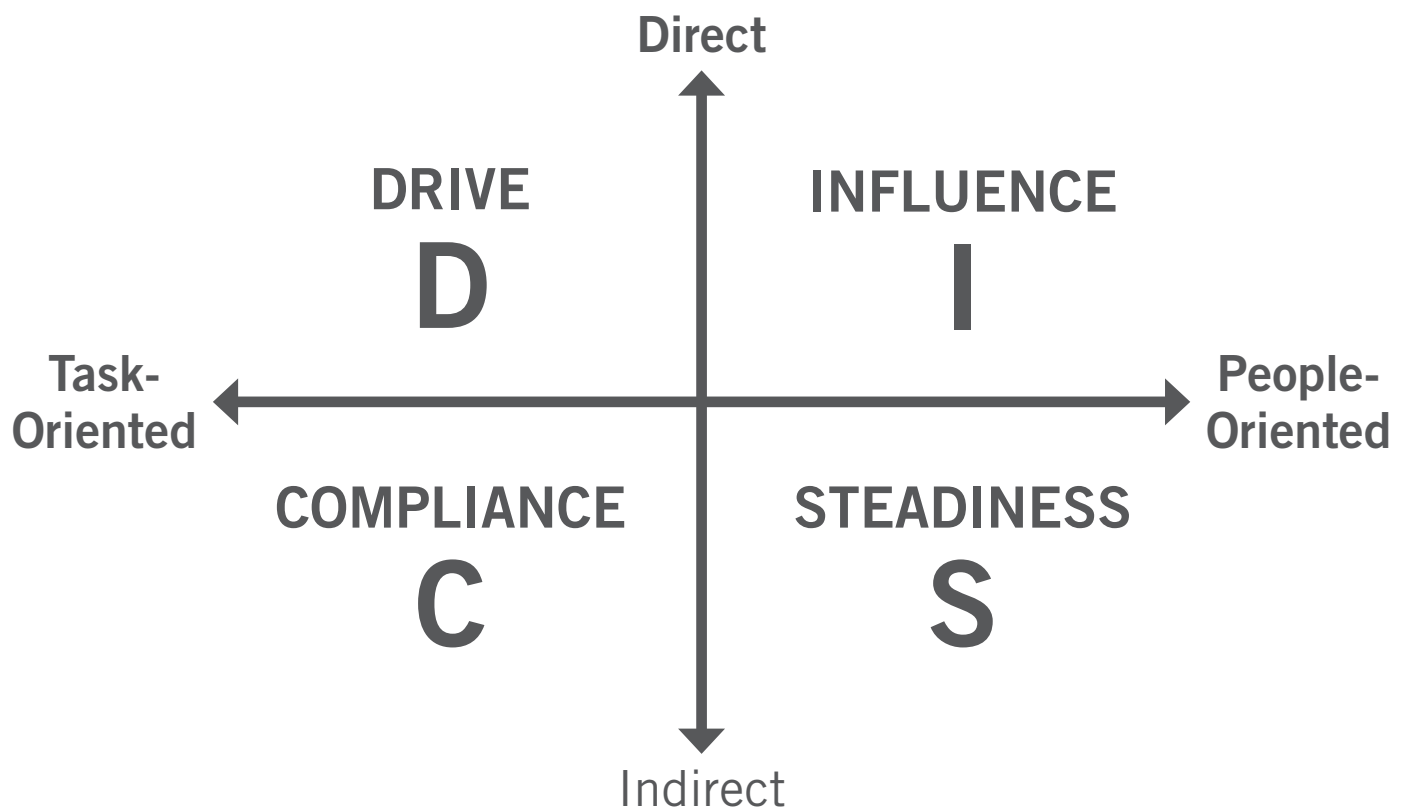 Direct
DRIVE
D
INFLUENCE
I
Task-
Oriented
People-
Oriented
COMPLIANCE
C
STEADINESS
S
Indirect